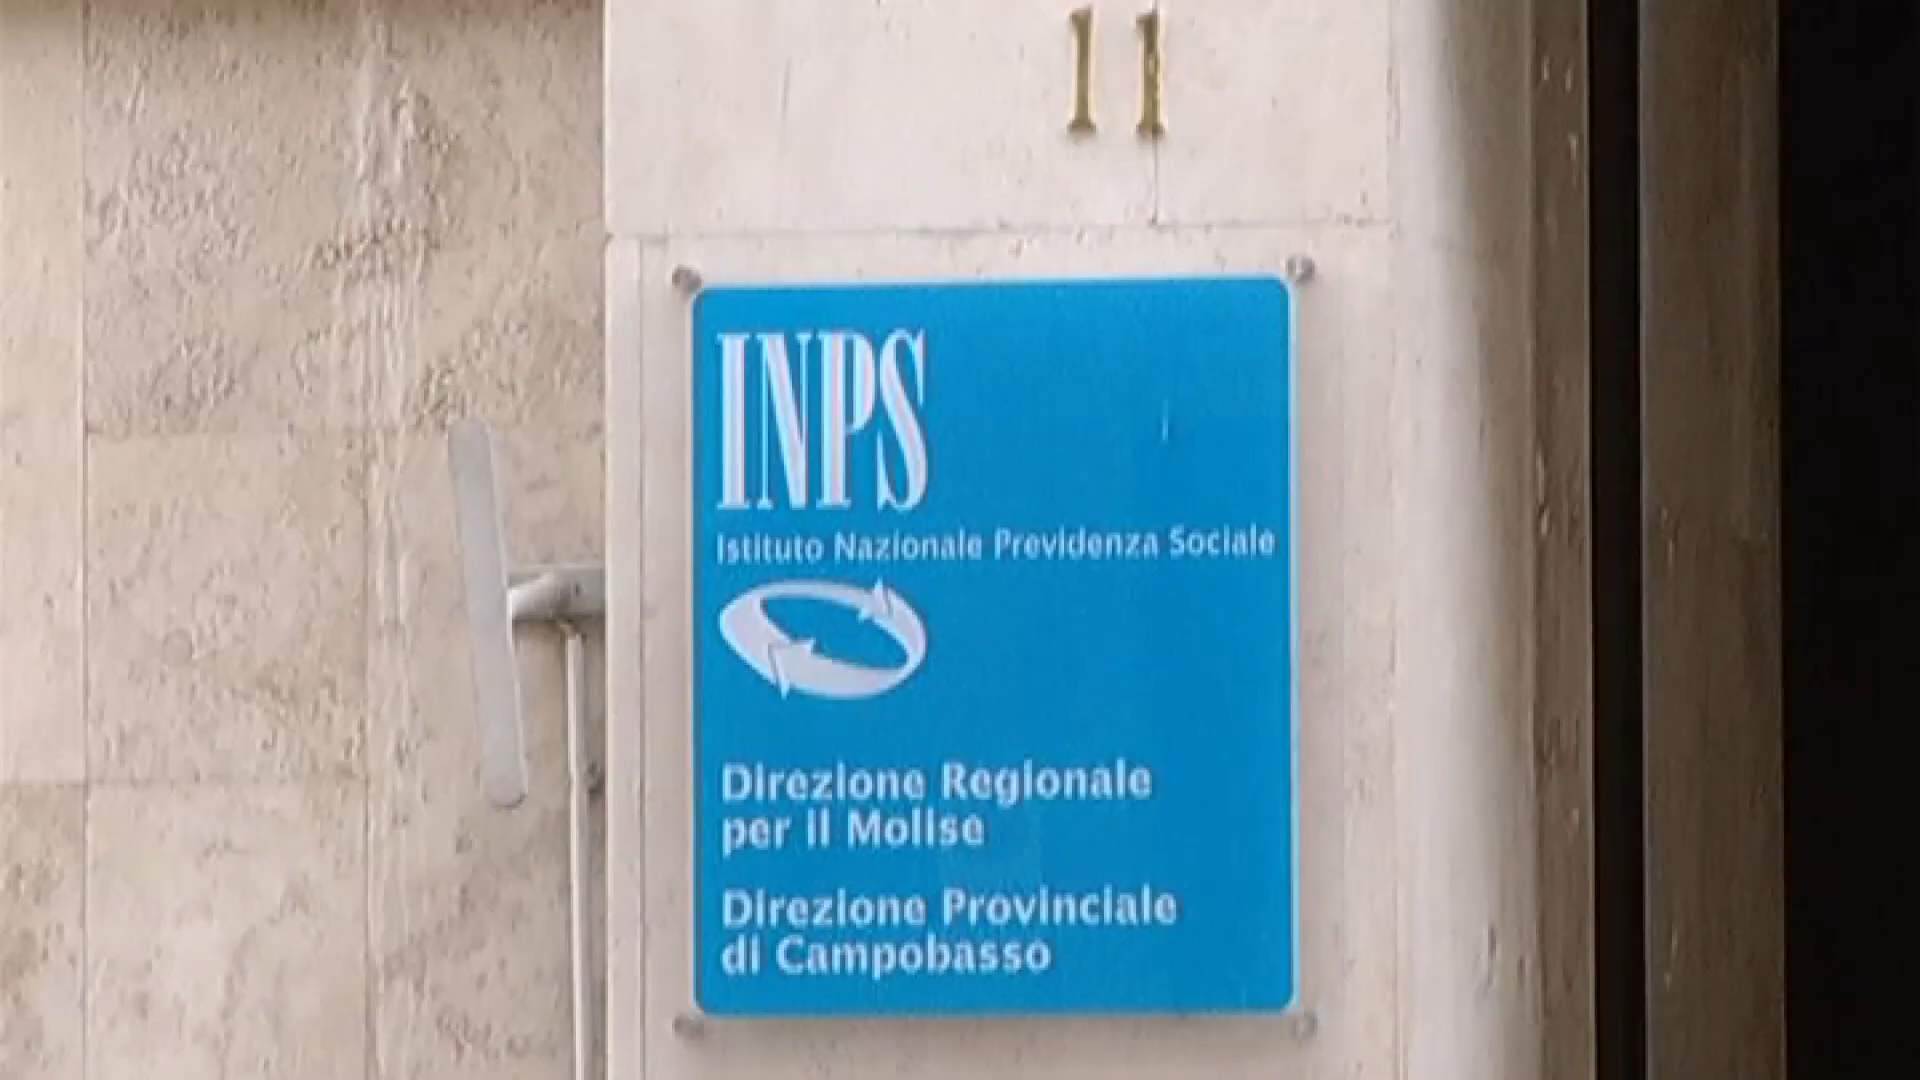 11
INPS
Istituto Nazionale Previdenza Sociale
Direzione Regionale
per il Molise
Direzione Provinciale
di Campobasso